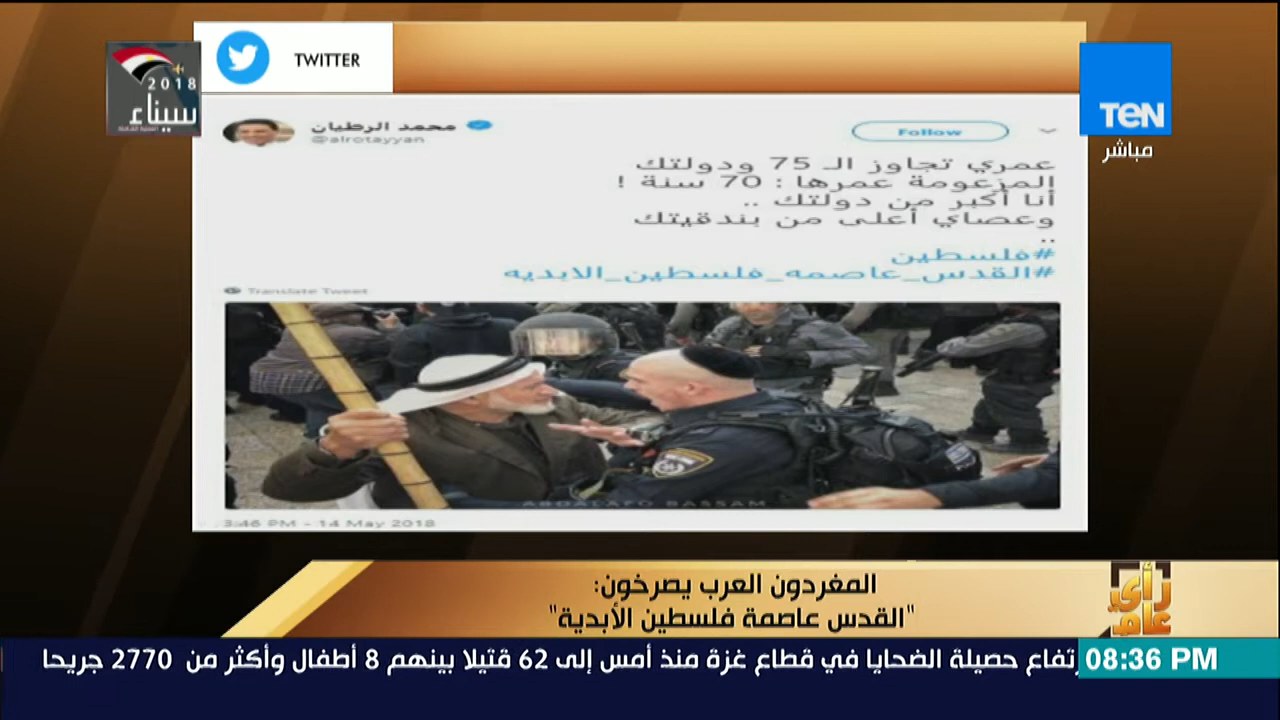 TWITTER
2018
سيناء
TEN
مباشر
محمد الرطيان
@alrotayyan
Follow
عمري تجاوز الـ 75 ودولتك
المزعومة عمرها : 70 سنة !
أنا أكبر من دولتك ..
وعصاي أعلى من بندقيتك
..
#فلسطين
#القدس_عاصمه_فلسطين_الابديه
Translate Tweet
ABDALAFO BASSAM
3:46 PM - 14 May 2018
المغردون العرب يصرخون:
"القدس عاصمة فلسطين الأبدية"
رأي
عام
رتفاع حصيلة الضحايا في قطاع غزة منذ أمس إلى 62 قتيلا بينهم 8 أطفال وأكثر من 2770 جريحا
08:36 PM